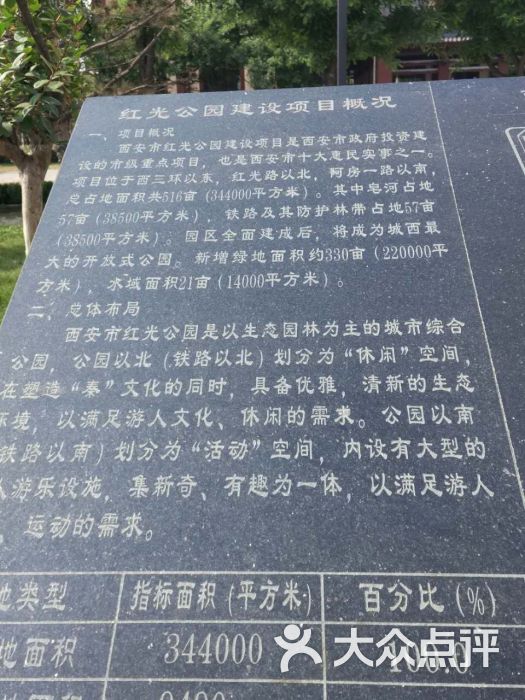 红光公园建设项目概况
一、项目概况
西安市红光公园建设项目是西安市政府投资建
设的市级重点项目，也是西安市十大惠民实事之一。
项目位于西三环以东，红光路以北，阿房一路以南，
总占地面积共516亩（344000平方米）。其中皂河占地
57亩（38500平方米），铁路及其防护林带占地57亩
（38500平方米）。园区全面建成后，将成为城西最
大的开放式公园。新增绿地面积约330亩（220000平
方米），水域面积21亩（14000平方米）。
二、总体布局
西安市红光公园是以生态园林为主的城市综合
公园，公园以北（铁路以北）划分为“休闲”空间，
在塑造“秦”文化的同时，具备优雅，清新的生态
环境，以满足游人文化、休闲的需求。公园以南
铁路以南）划分为“活动”空间，内设有大型的
人游乐设施，集新奇、有趣为一体，以满足游人
、运动的需求。
地类型 指标面积（平方米） 百分比（%）
地面积 344000 100.0
大众点评